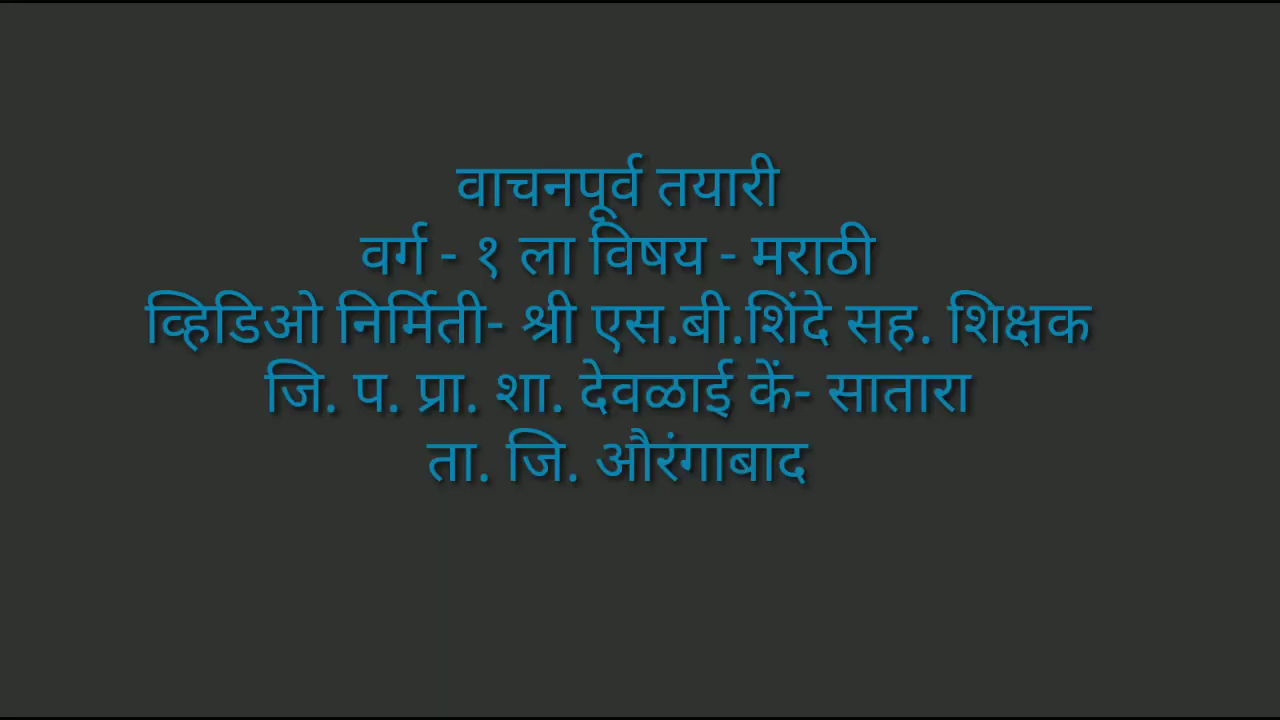 वाचनपूर्व तयारी
वर्ग - १ ला विषय - मराठी
व्हिडिओ निर्मिती- श्री एस.बी.शिंदे सह. शिक्षक
जि. प. प्रा. शा. देवळाई कें- सातारा
ता. जि. औरंगाबाद